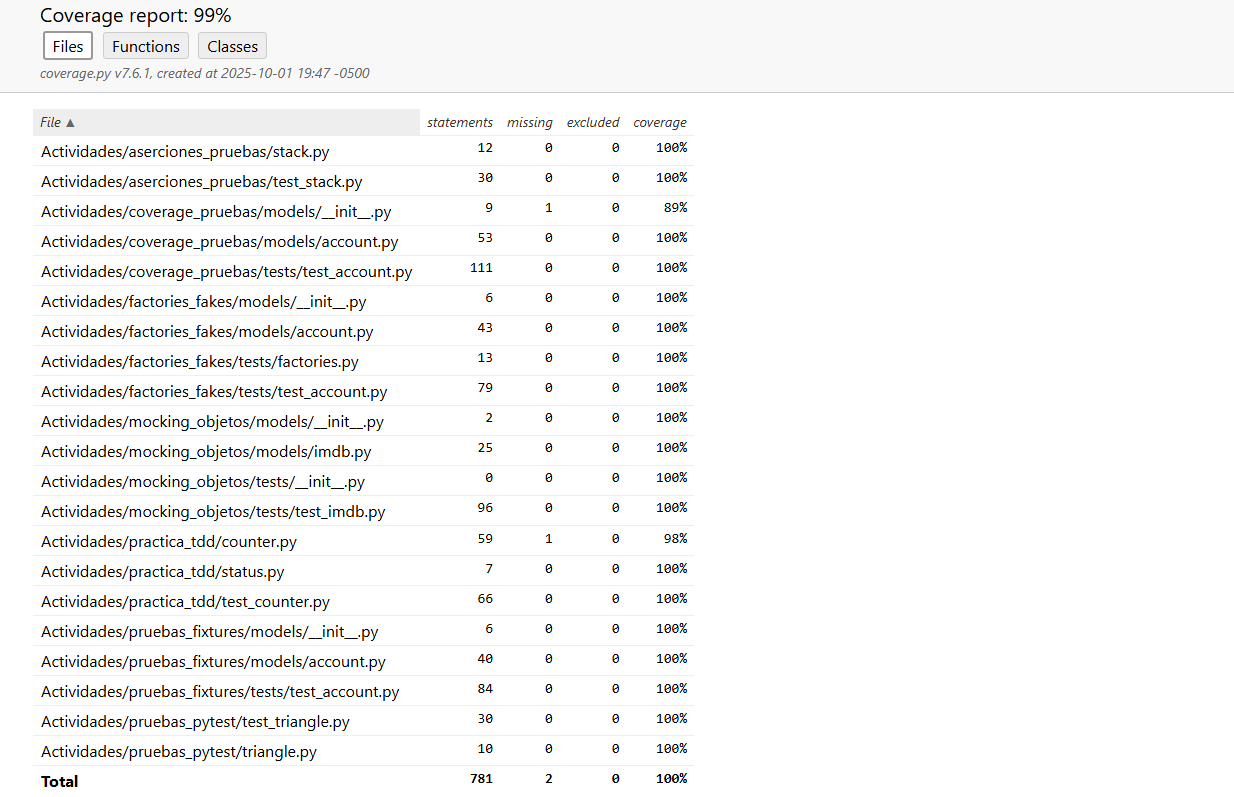 Coverage report: 99%
Files Functions Classes
coverage.py v7.6.1, created at 2025-10-01 19:47 -0500
File ▲ statements missing excluded coverage
Actividades/aserciones_pruebas/stack.py 12 0 0 100%
Actividades/aserciones_pruebas/test_stack.py 30 0 0 100%
Actividades/coverage_pruebas/models/__init__.py 9 1 0 89%
Actividades/coverage_pruebas/models/account.py 53 0 0 100%
Actividades/coverage_pruebas/tests/test_account.py 111 0 0 100%
Actividades/factories_fakes/models/__init__.py 6 0 0 100%
Actividades/factories_fakes/models/account.py 43 0 0 100%
Actividades/factories_fakes/tests/factories.py 13 0 0 100%
Actividades/factories_fakes/tests/test_account.py 79 0 0 100%
Actividades/mocking_objetos/models/__init__.py 2 0 0 100%
Actividades/mocking_objetos/models/imdb.py 25 0 0 100%
Actividades/mocking_objetos/tests/__init__.py 0 0 0 100%
Actividades/mocking_objetos/tests/test_imdb.py 96 0 0 100%
Actividades/practica_tdd/counter.py 59 1 0 98%
Actividades/practica_tdd/status.py 7 0 0 100%
Actividades/practica_tdd/test_counter.py 66 0 0 100%
Actividades/pruebas_fixtures/models/__init__.py 6 0 0 100%
Actividades/pruebas_fixtures/models/account.py 40 0 0 100%
Actividades/pruebas_fixtures/tests/test_account.py 84 0 0 100%
Actividades/pruebas_pytest/test_triangle.py 30 0 0 100%
Actividades/pruebas_pytest/triangle.py 10 0 0 100%
Total 781 2 0 100%